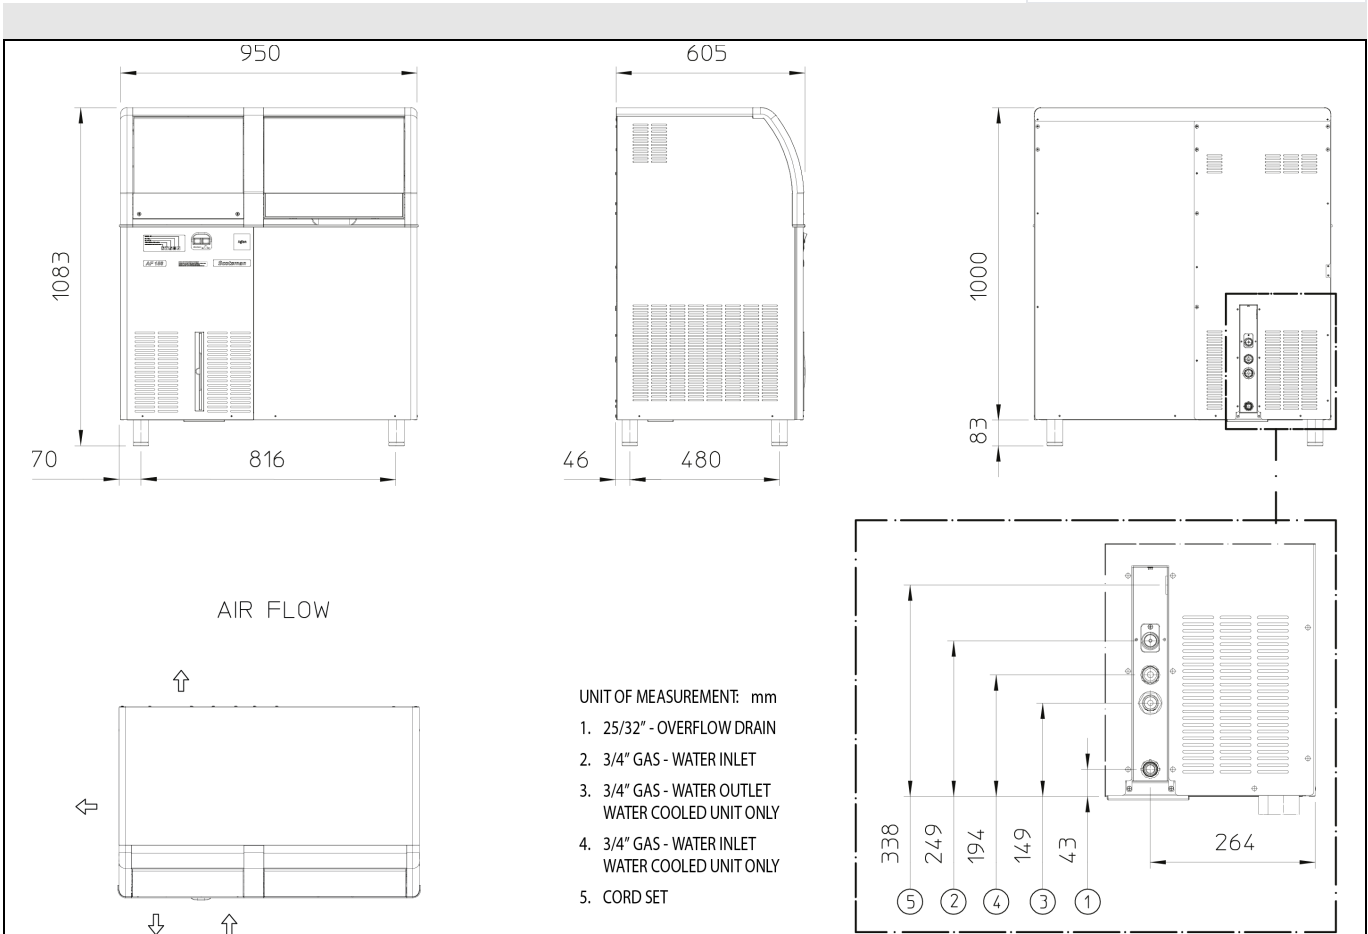 950
605
1083
1000
83
Scotsman
70
816
46
480
AIR FLOW
UNIT OF MEASUREMENT: mm
1. 25/32” - OVERFLOW DRAIN
2. 3/4” GAS - WATER INLET
3. 3/4” GAS - WATER OUTLET
WATER COOLED UNIT ONLY
4. 3/4” GAS - WATER INLET
WATER COOLED UNIT ONLY
5. CORD SET
338
249
194
149
43
264
5
2
4
3
1